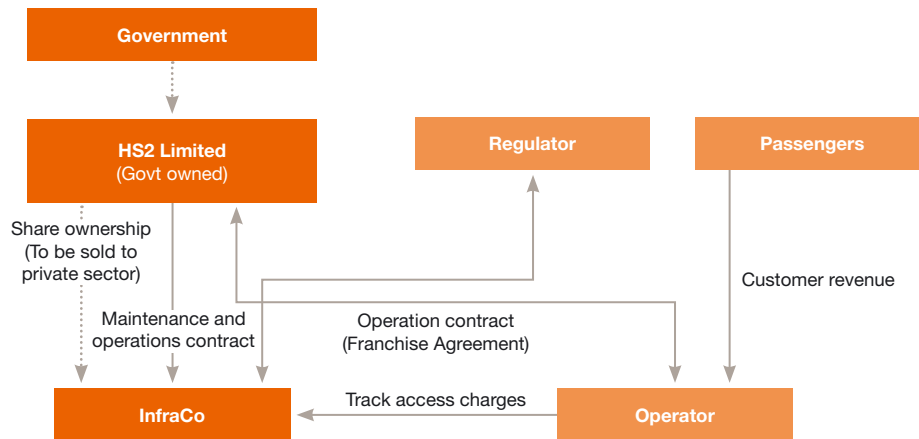 Government
HS2 Limited
(Govt owned)
Regulator
Passengers
Share ownership
(To be sold to
private sector)
Maintenance and
operations contract
Operation contract
(Franchise Agreement)
Customer revenue
InfraCo
Track access charges
Operator